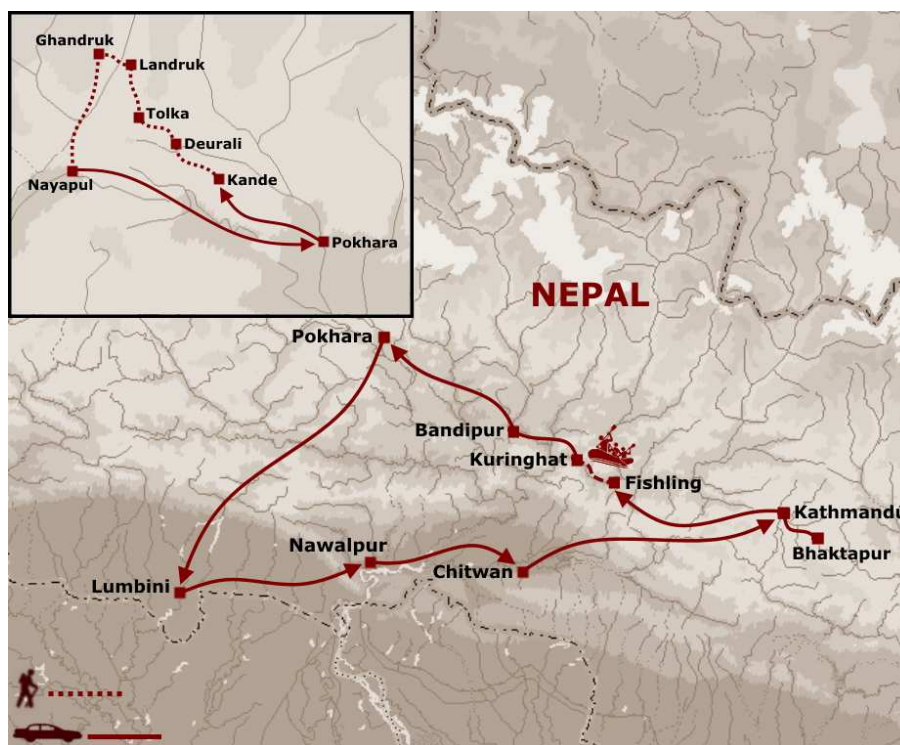 Ghandruk
Landruk
Tolka
Deurali
Kande
Nayapul
Pokhara
NEPAL
Pokhara
Bandipur
Kuringhat
Fishling
Kathmandu
Bhaktapur
Nawalpur
Chitwan
Lumbini